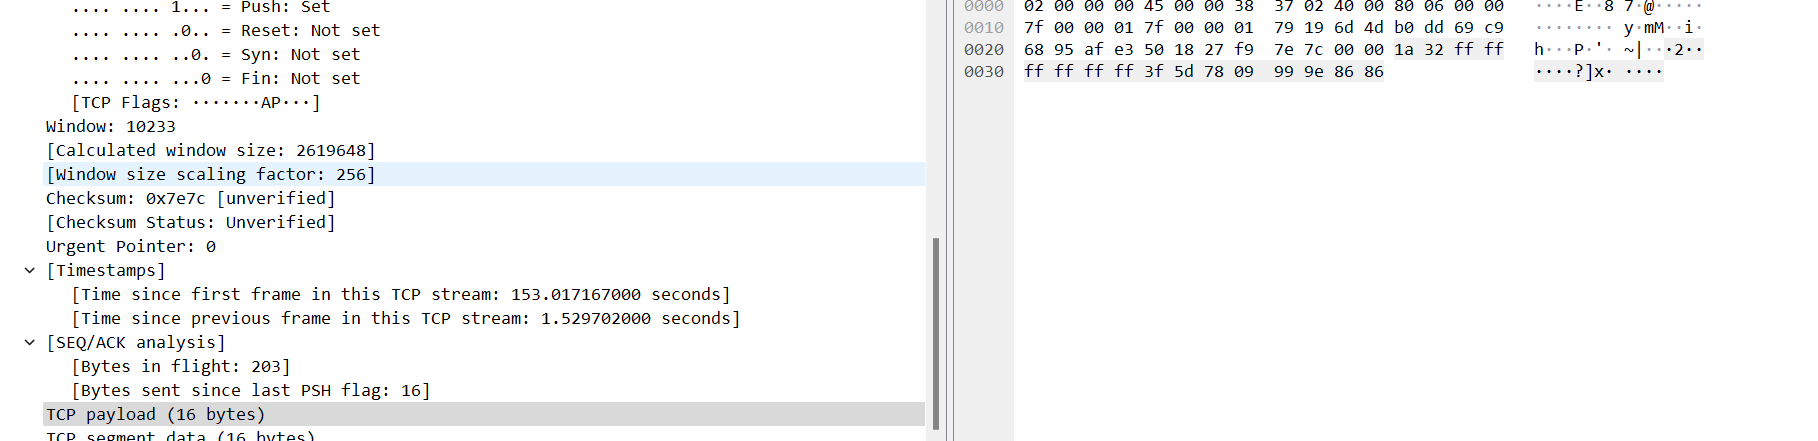 .... .... 1... = Push: Set
.... .... .0.. = Reset: Not set
.... .... ..0. = Syn: Not set
.... .... ...0 = Fin: Not set
[TCP Flags: ·······AP···]
Window: 10233
[Calculated window size: 2619648]
[Window size scaling factor: 256]
Checksum: 0x7e7c [unverified]
[Checksum Status: Unverified]
Urgent Pointer: 0
[Timestamps]
[Time since first frame in this TCP stream: 153.017167000 seconds]
[Time since previous frame in this TCP stream: 1.529702000 seconds]
[SEQ/ACK analysis]
[Bytes in flight: 203]
[Bytes sent since last PSH flag: 16]
TCP payload (16 bytes)
TCP segment data (16 bytes)
0000 02 00 00 00 45 00 00 38 37 02 40 00 80 06 00 00 ····E··8 7·@·····
0010 7f 00 00 01 7f 00 00 01 79 19 6d 4d b0 dd 69 c9 ········ y·mM··i·
0020 68 95 af e3 50 18 27 f9 7e 7c 00 00 1a 32 ff ff h···P·'· ~|···2··
0030 ff ff ff ff 3f 5d 78 09 99 9e 86 86 ····?]x· ····